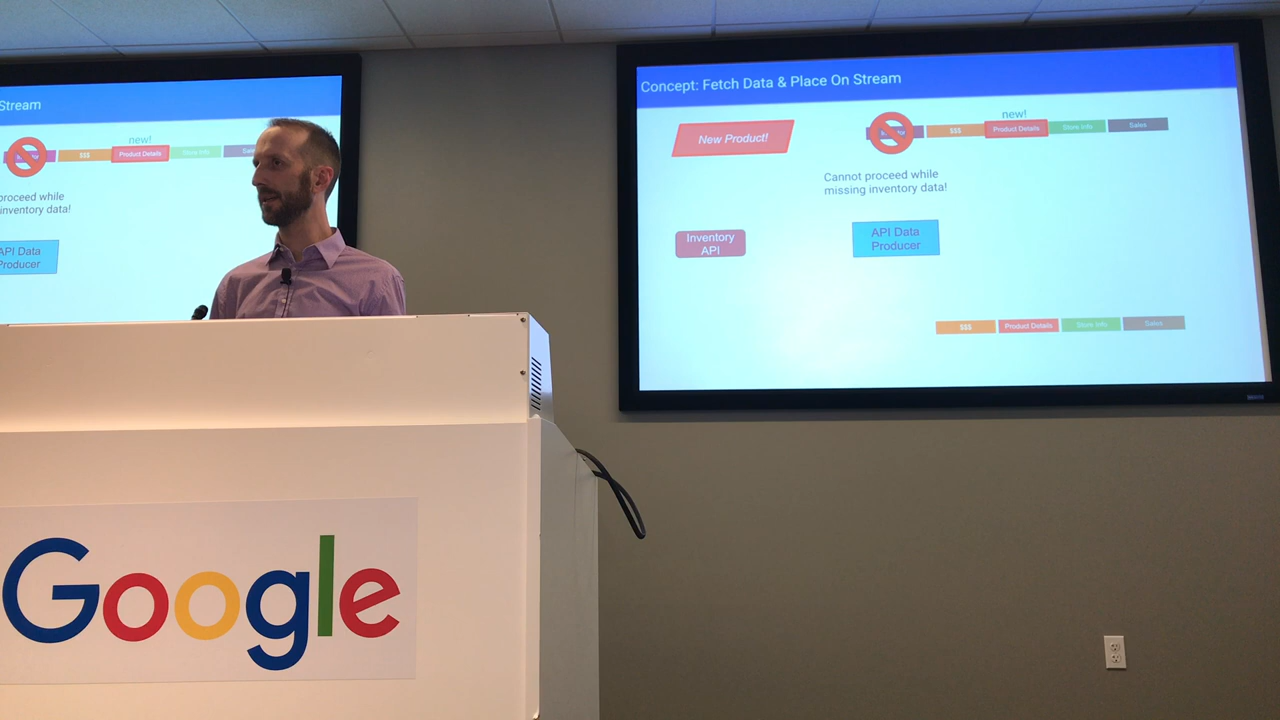 Stream
new!
$$$
Product Details
Store Info
proceed while
inventory data!
API Data
Producer
Concept: Fetch Data & Place On Stream
New Product!
new!
$$$
Product Details
Store Info
Sales
Cannot proceed while
missing inventory data!
Inventory
API
API Data
Producer
$$$
Product Details
Store Info
Sales
Google